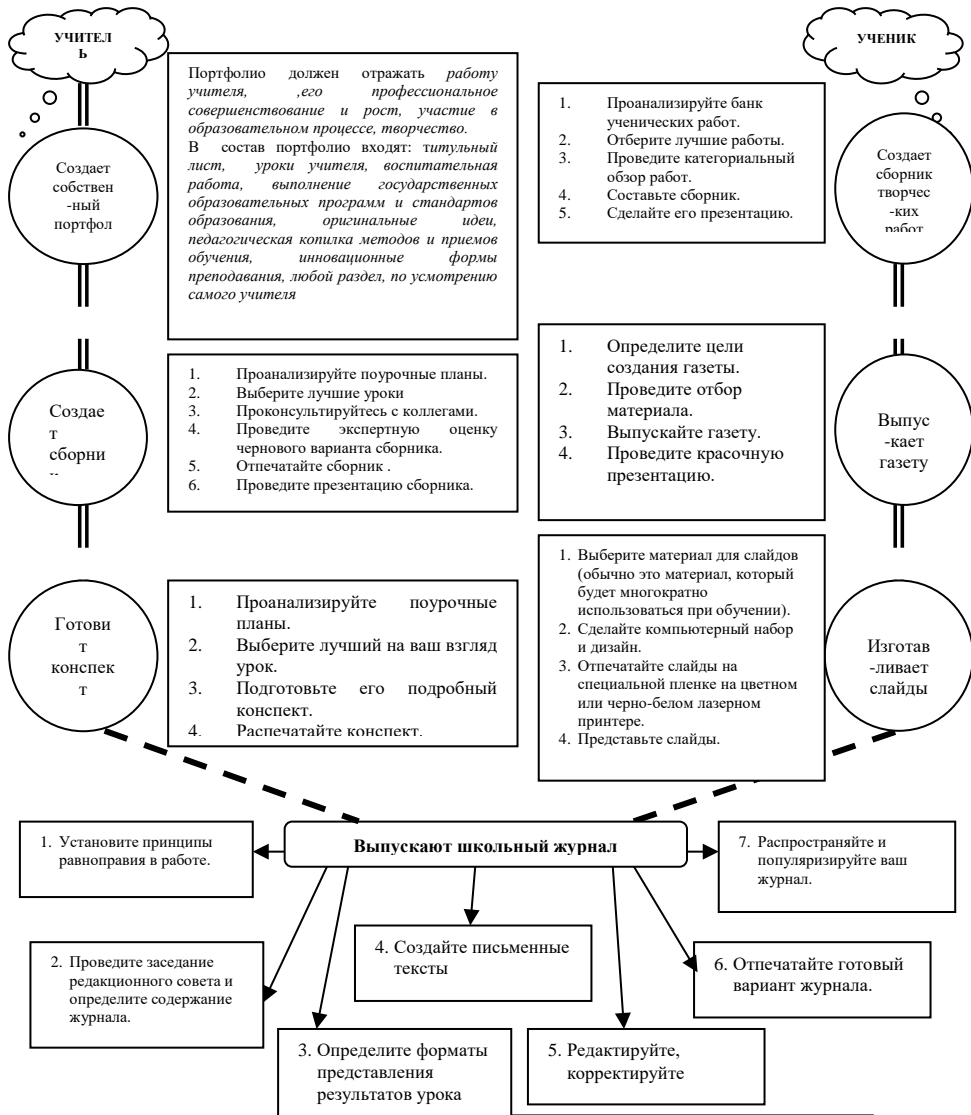 УЧИТЕЛ
Ь
УЧЕНИК
Создает
собствен
-ный
портфол
Портфолио должен отражать работу
учителя, ,его профессиональное
совершенствование и рост, участие в
образовательном процессе, творчество.
В состав портфолио входят: титульный
лист, уроки учителя, воспитательная
работа, выполнение государственных
образовательных программ и стандартов
образования, оригинальные идеи,
педагогическая копилка методов и приемов
обучения, инновационные формы
преподавания, любой раздел, по усмотрению
самого учителя
1. Проанализируйте банк
ученических работ.
2. Отберите лучшие работы.
3. Проведите категориальный
обзор работ.
4. Составьте сборник.
5. Сделайте его презентацию.
Создает
сборник
творчес
-ких
работ
Создае
т
сборни
1. Проанализируйте поурочные планы.
2. Выберите лучшие уроки
3. Проконсультируйтесь с коллегами.
4. Проведите экспертную оценку
чернового варианта сборника.
5. Отпечатайте сборник .
6. Проведите презентацию сборника.
1. Определите цели
создания газеты.
2. Проведите отбор
материала.
3. Выпускайте газету.
4. Проведите красочную
презентацию.
Выпус
-кает
газету
Готови
т
конспек
т
1. Проанализируйте поурочные
планы.
2. Выберите лучший на ваш взгляд
урок.
3. Подготовьте его подробный
конспект.
4. Распечатайте конспект.
1. Выберите материал для слайдов
(обычно это материал, который
будет многократно
использоваться при обучении).
2. Сделайте компьютерный набор
и дизайн.
3. Отпечатайте слайды на
специальной пленке на цветном
или черно-белом лазерном
принтере.
4. Представьте слайды.
Изготав
-ливает
слайды
Выпускают школьный журнал
1. Установите принципы
равноправия в работе.
7. Распространяйте и
популяризируйте ваш
журнал.
2. Проведите заседание
редакционного совета и
определите содержание
журнала.
4. Создайте письменные
тексты
6. Отпечатайте готовый
вариант журнала.
3. Определите форматы
представления
результатов урока
5. Редактируйте,
корректируйте